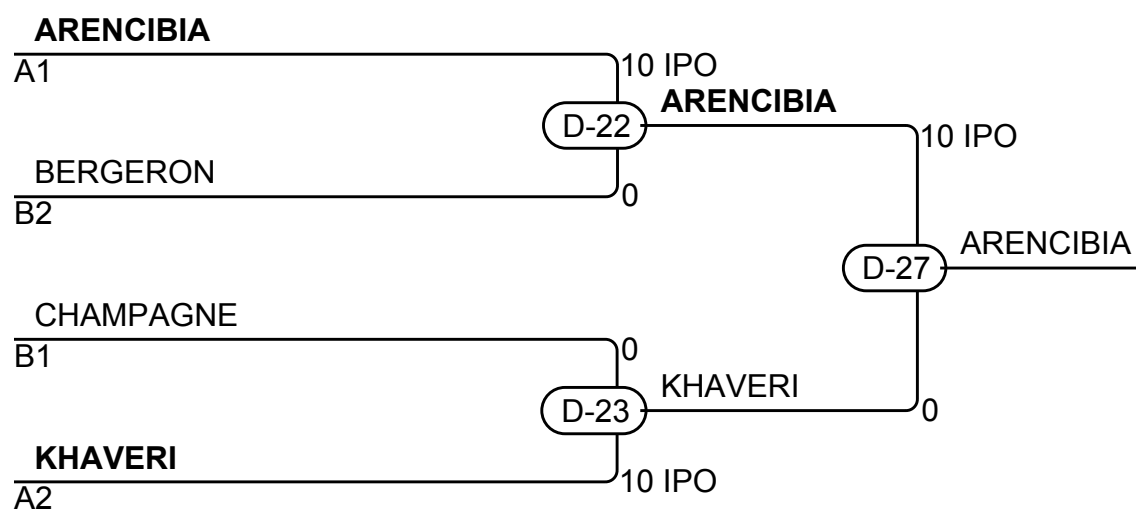 ARENCIBIA
A1
10 IPO
D-22
ARENCIBIA
BERGERON
B2
0
10 IPO
D-27
ARENCIBIA
CHAMPAGNE
B1
0
D-23
KHAVERI
0
KHAVERI
A2
10 IPO